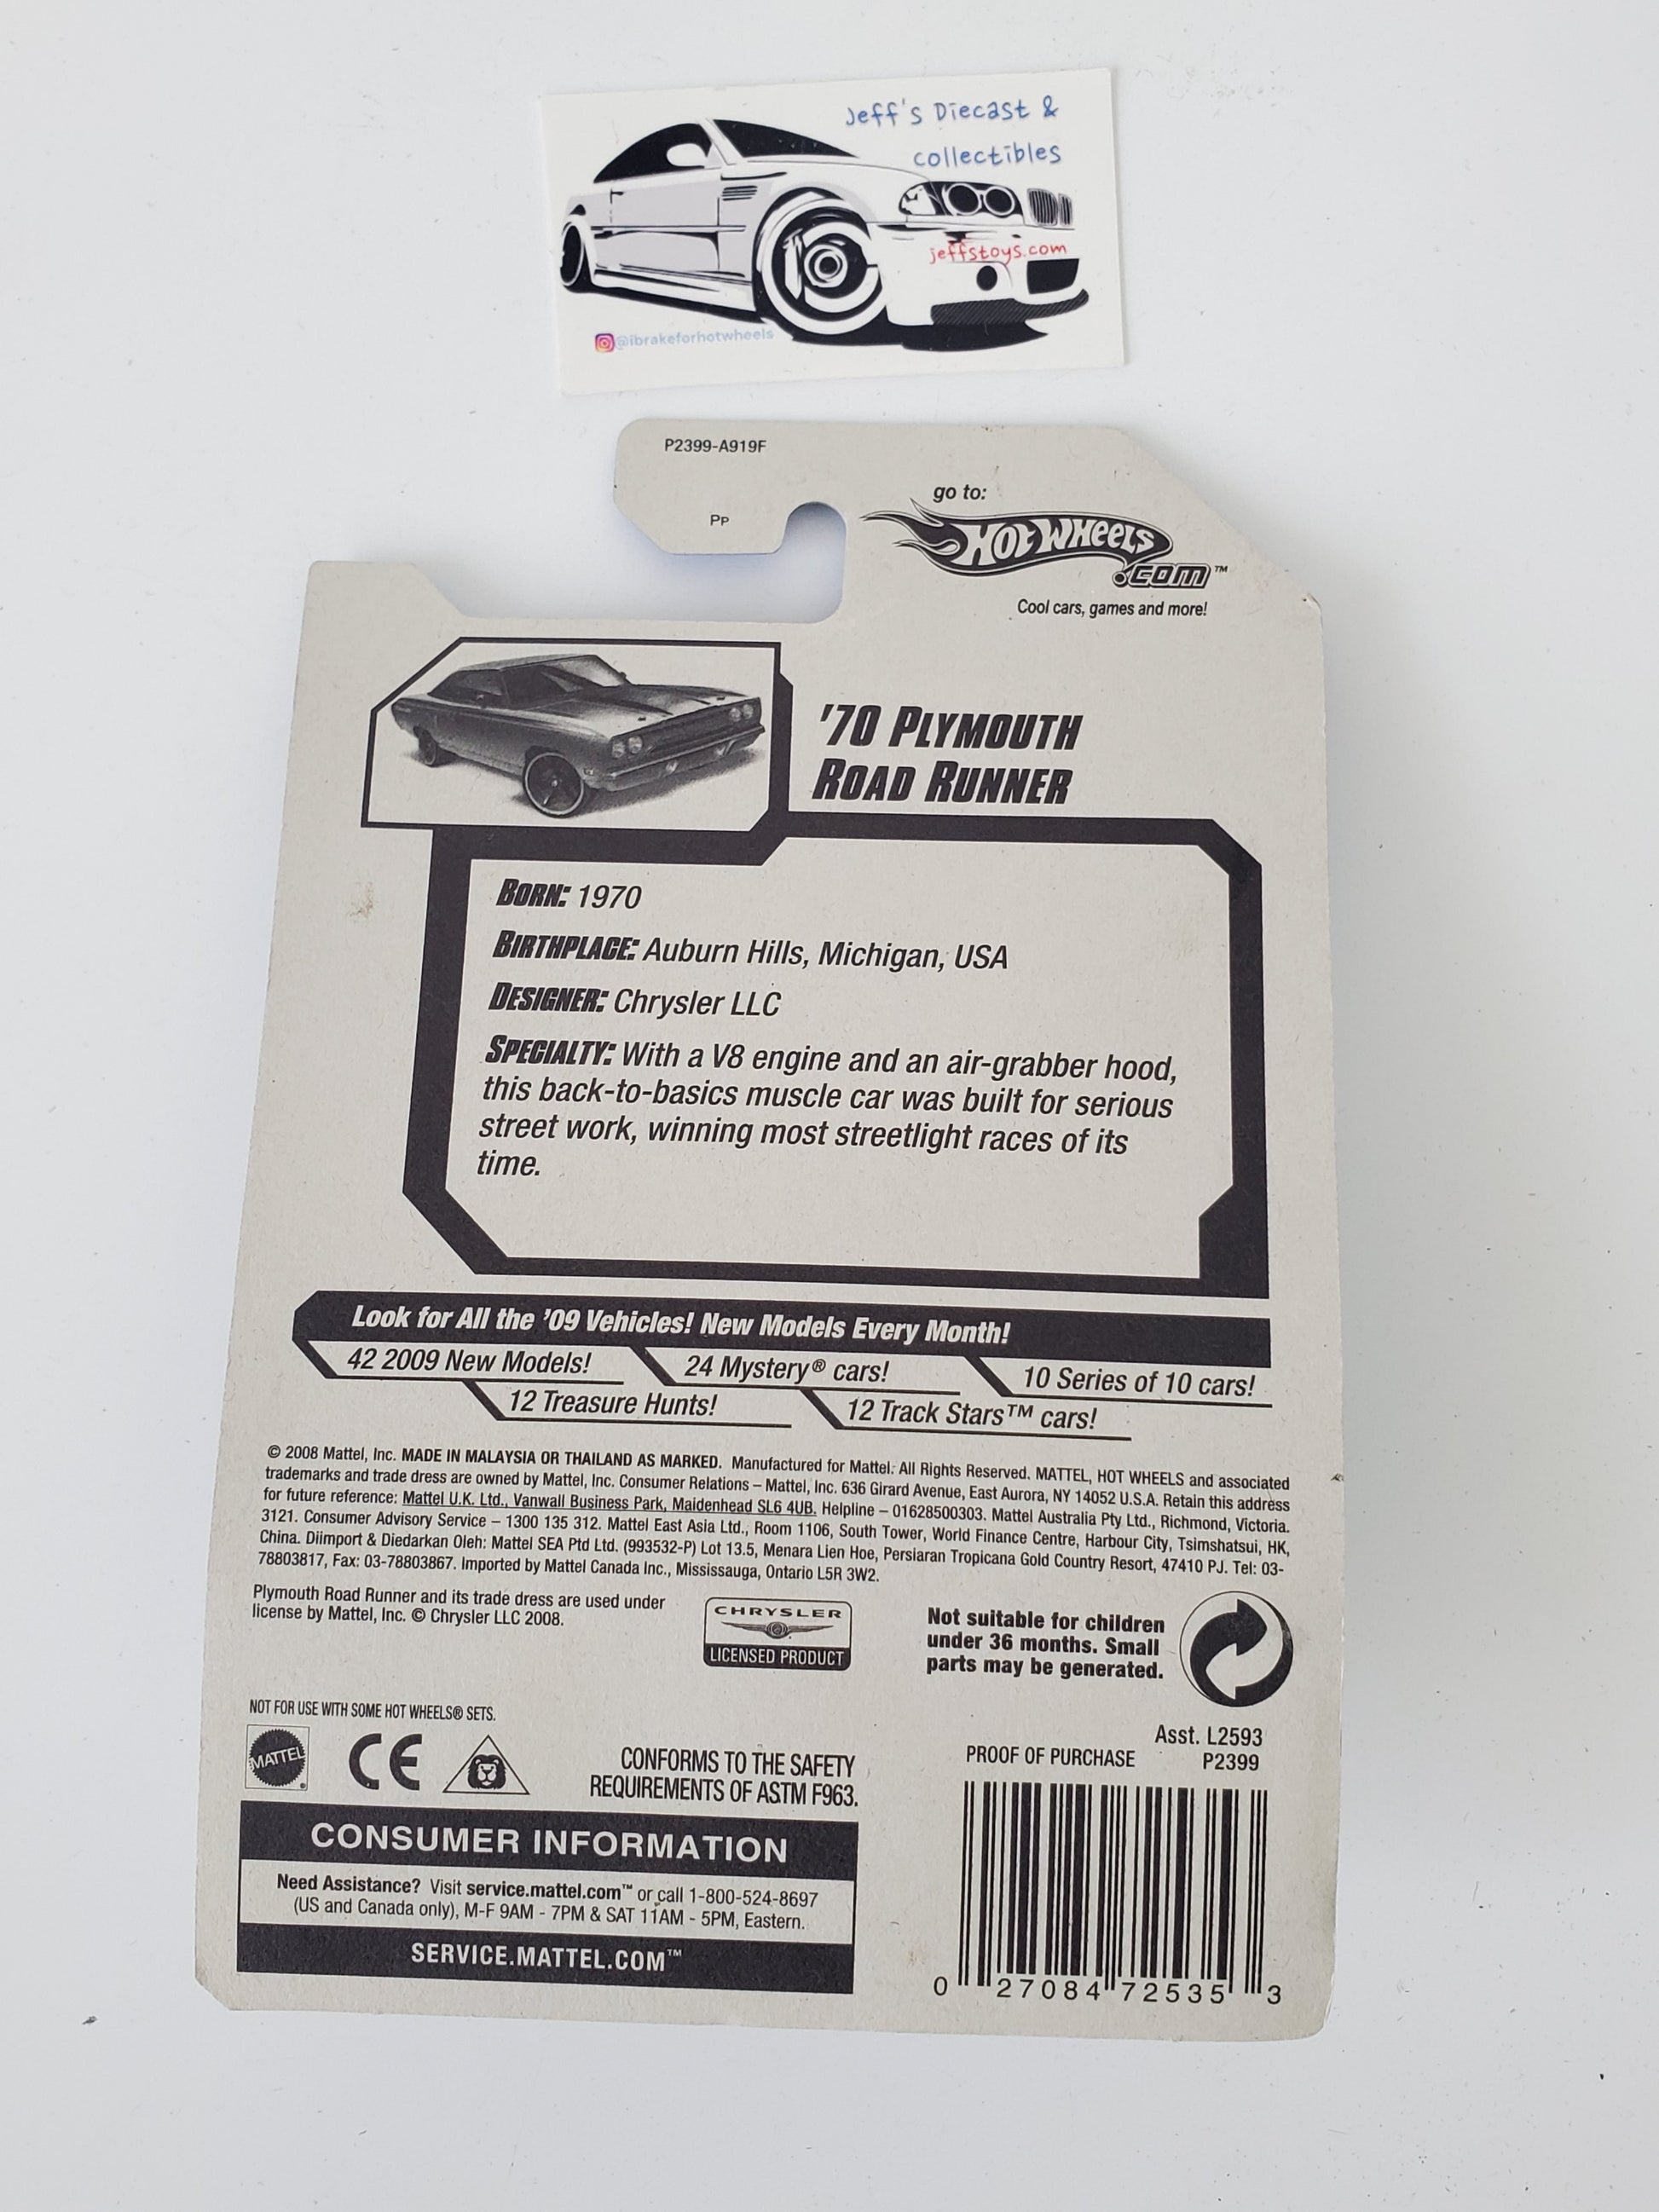 Jeff's Diecast &
collectibles
jeffstoys.com
@ibrakeforhotwheels
P2399-A919F
PP
go to:
Hot Wheels
.com™
Cool cars, games and more!
'70 PLYMOUTH
ROAD RUNNER
BORN: 1970
BIRTHPLACE: Auburn Hills, Michigan, USA
DESIGNER: Chrysler LLC
SPECIALTY: With a V8 engine and an air-grabber hood,
this back-to-basics muscle car was built for serious
street work, winning most streetlight races of its
time.
Look for All the '09 Vehicles! New Models Every Month!
42 2009 New Models!
24 Mystery® cars!
10 Series of 10 cars!
12 Treasure Hunts!
12 Track Stars™ cars!
© 2008 Mattel, Inc. MADE IN MALAYSIA OR THAILAND AS MARKED. Manufactured for Mattel. All Rights Reserved. MATTEL, HOT WHEELS and associated
trademarks and trade dress are owned by Mattel, Inc. Consumer Relations – Mattel, Inc. 636 Girard Avenue, East Aurora, NY 14052 U.S.A. Retain this address
for future reference: Mattel U.K. Ltd., Vanwall Business Park, Maidenhead SL6 4UB. Helpline – 01628500303. Mattel Australia Pty Ltd., Richmond, Victoria.
3121. Consumer Advisory Service – 1300 135 312. Mattel East Asia Ltd., Room 1106, South Tower, World Finance Centre, Harbour City, Tsimshatsui, HK,
China. Diimport & Diedarkan Oleh: Mattel SEA Ptd Ltd. (993532-P) Lot 13.5, Menara Lien Hoe, Persiaran Tropicana Gold Country Resort, 47410 PJ. Tel: 03-
78803817, Fax: 03-78803867. Imported by Mattel Canada Inc., Mississauga, Ontario L5R 3W2.
Plymouth Road Runner and its trade dress are used under
license by Mattel, Inc. © Chrysler LLC 2008.
CHRYSLER
LICENSED PRODUCT
Not suitable for children
under 36 months. Small
parts may be generated.
NOT FOR USE WITH SOME HOT WHEELS® SETS.
MATTEL
CE
CONFORMS TO THE SAFETY
REQUIREMENTS OF ASTM F963.
Asst. L2593
PROOF OF PURCHASE P2399
CONSUMER INFORMATION
Need Assistance? Visit service.mattel.com™ or call 1-800-524-8697
(US and Canada only), M-F 9AM - 7PM & SAT 11AM - 5PM, Eastern.
SERVICE.MATTEL.COM™
0 27084 72535 3